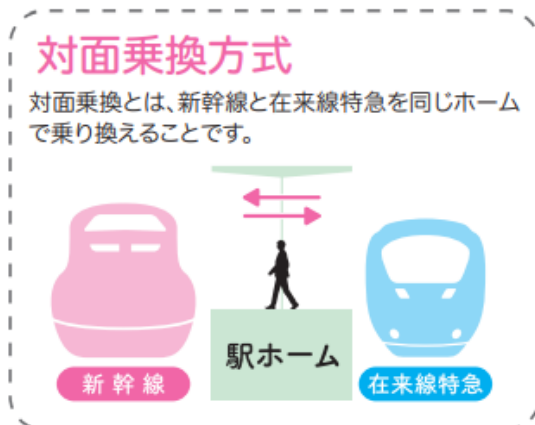 対面乗換方式
対面乗換とは、新幹線と在来線特急を同じホーム
で乗り換えることです。
駅ホーム
新幹線
在来線特急